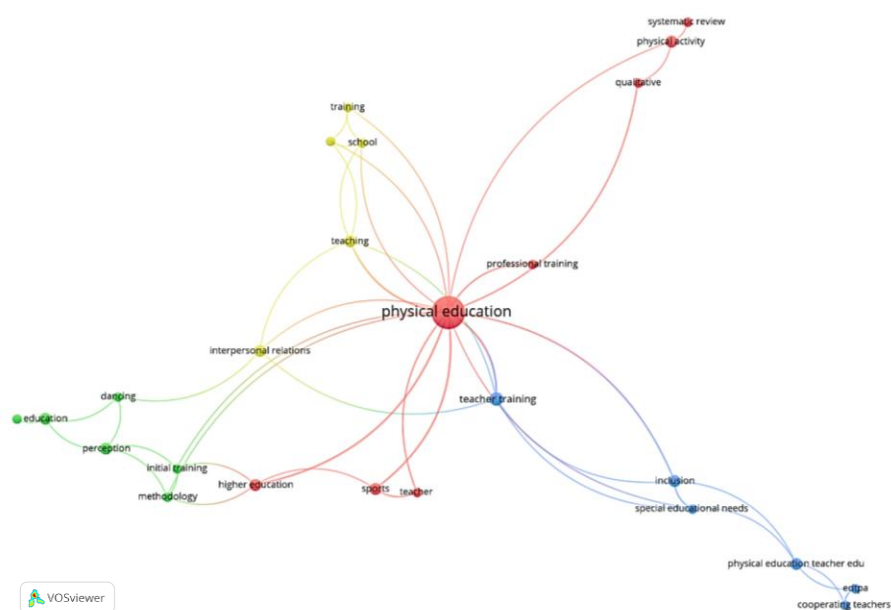 systematic review
physical activity
qualitative
training
school
teaching
professional training
physical education
interpersonal relations
dancing
teacher training
education
perception
initial training
methodology
higher education
sports
teacher
inclusion
special educational needs
physical education teacher edu
edtpa
cooperating teachers
VOSviewer